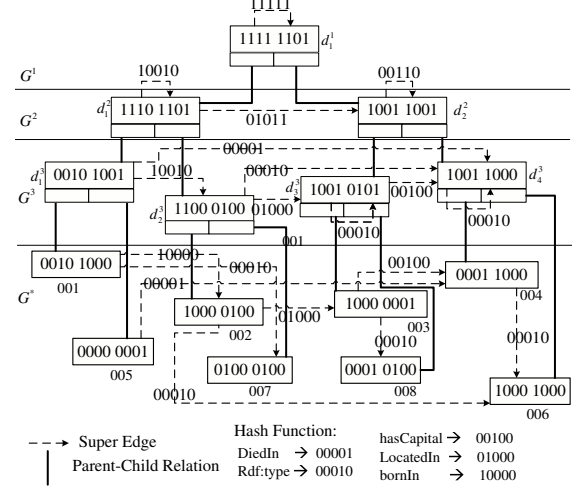 11111
1111 1101 d₁¹
G¹
10010 00110
d₁² 1110 1101 1001 1001 d₂²
G² 01011
00001
d₁³ 0010 1001 10010 00010 1001 1000 d₄³
G³ d₂³ 1100 0100 01000 d₃³ 1001 0101 00100
00010 00010
001
0010 1000 10000 00010 00100 0001 1000
001 00001 004
G*
1000 0100 01000 1000 0001
002 003
00010 00010
0000 0001
005
0100 0100 0001 0100
007 008
00010 1000 1000
006
Super Edge
Parent-Child Relation
Hash Function:
DiedIn → 00001
Rdf:type → 00010
hasCapital → 00100
LocatedIn → 01000
bornIn → 10000